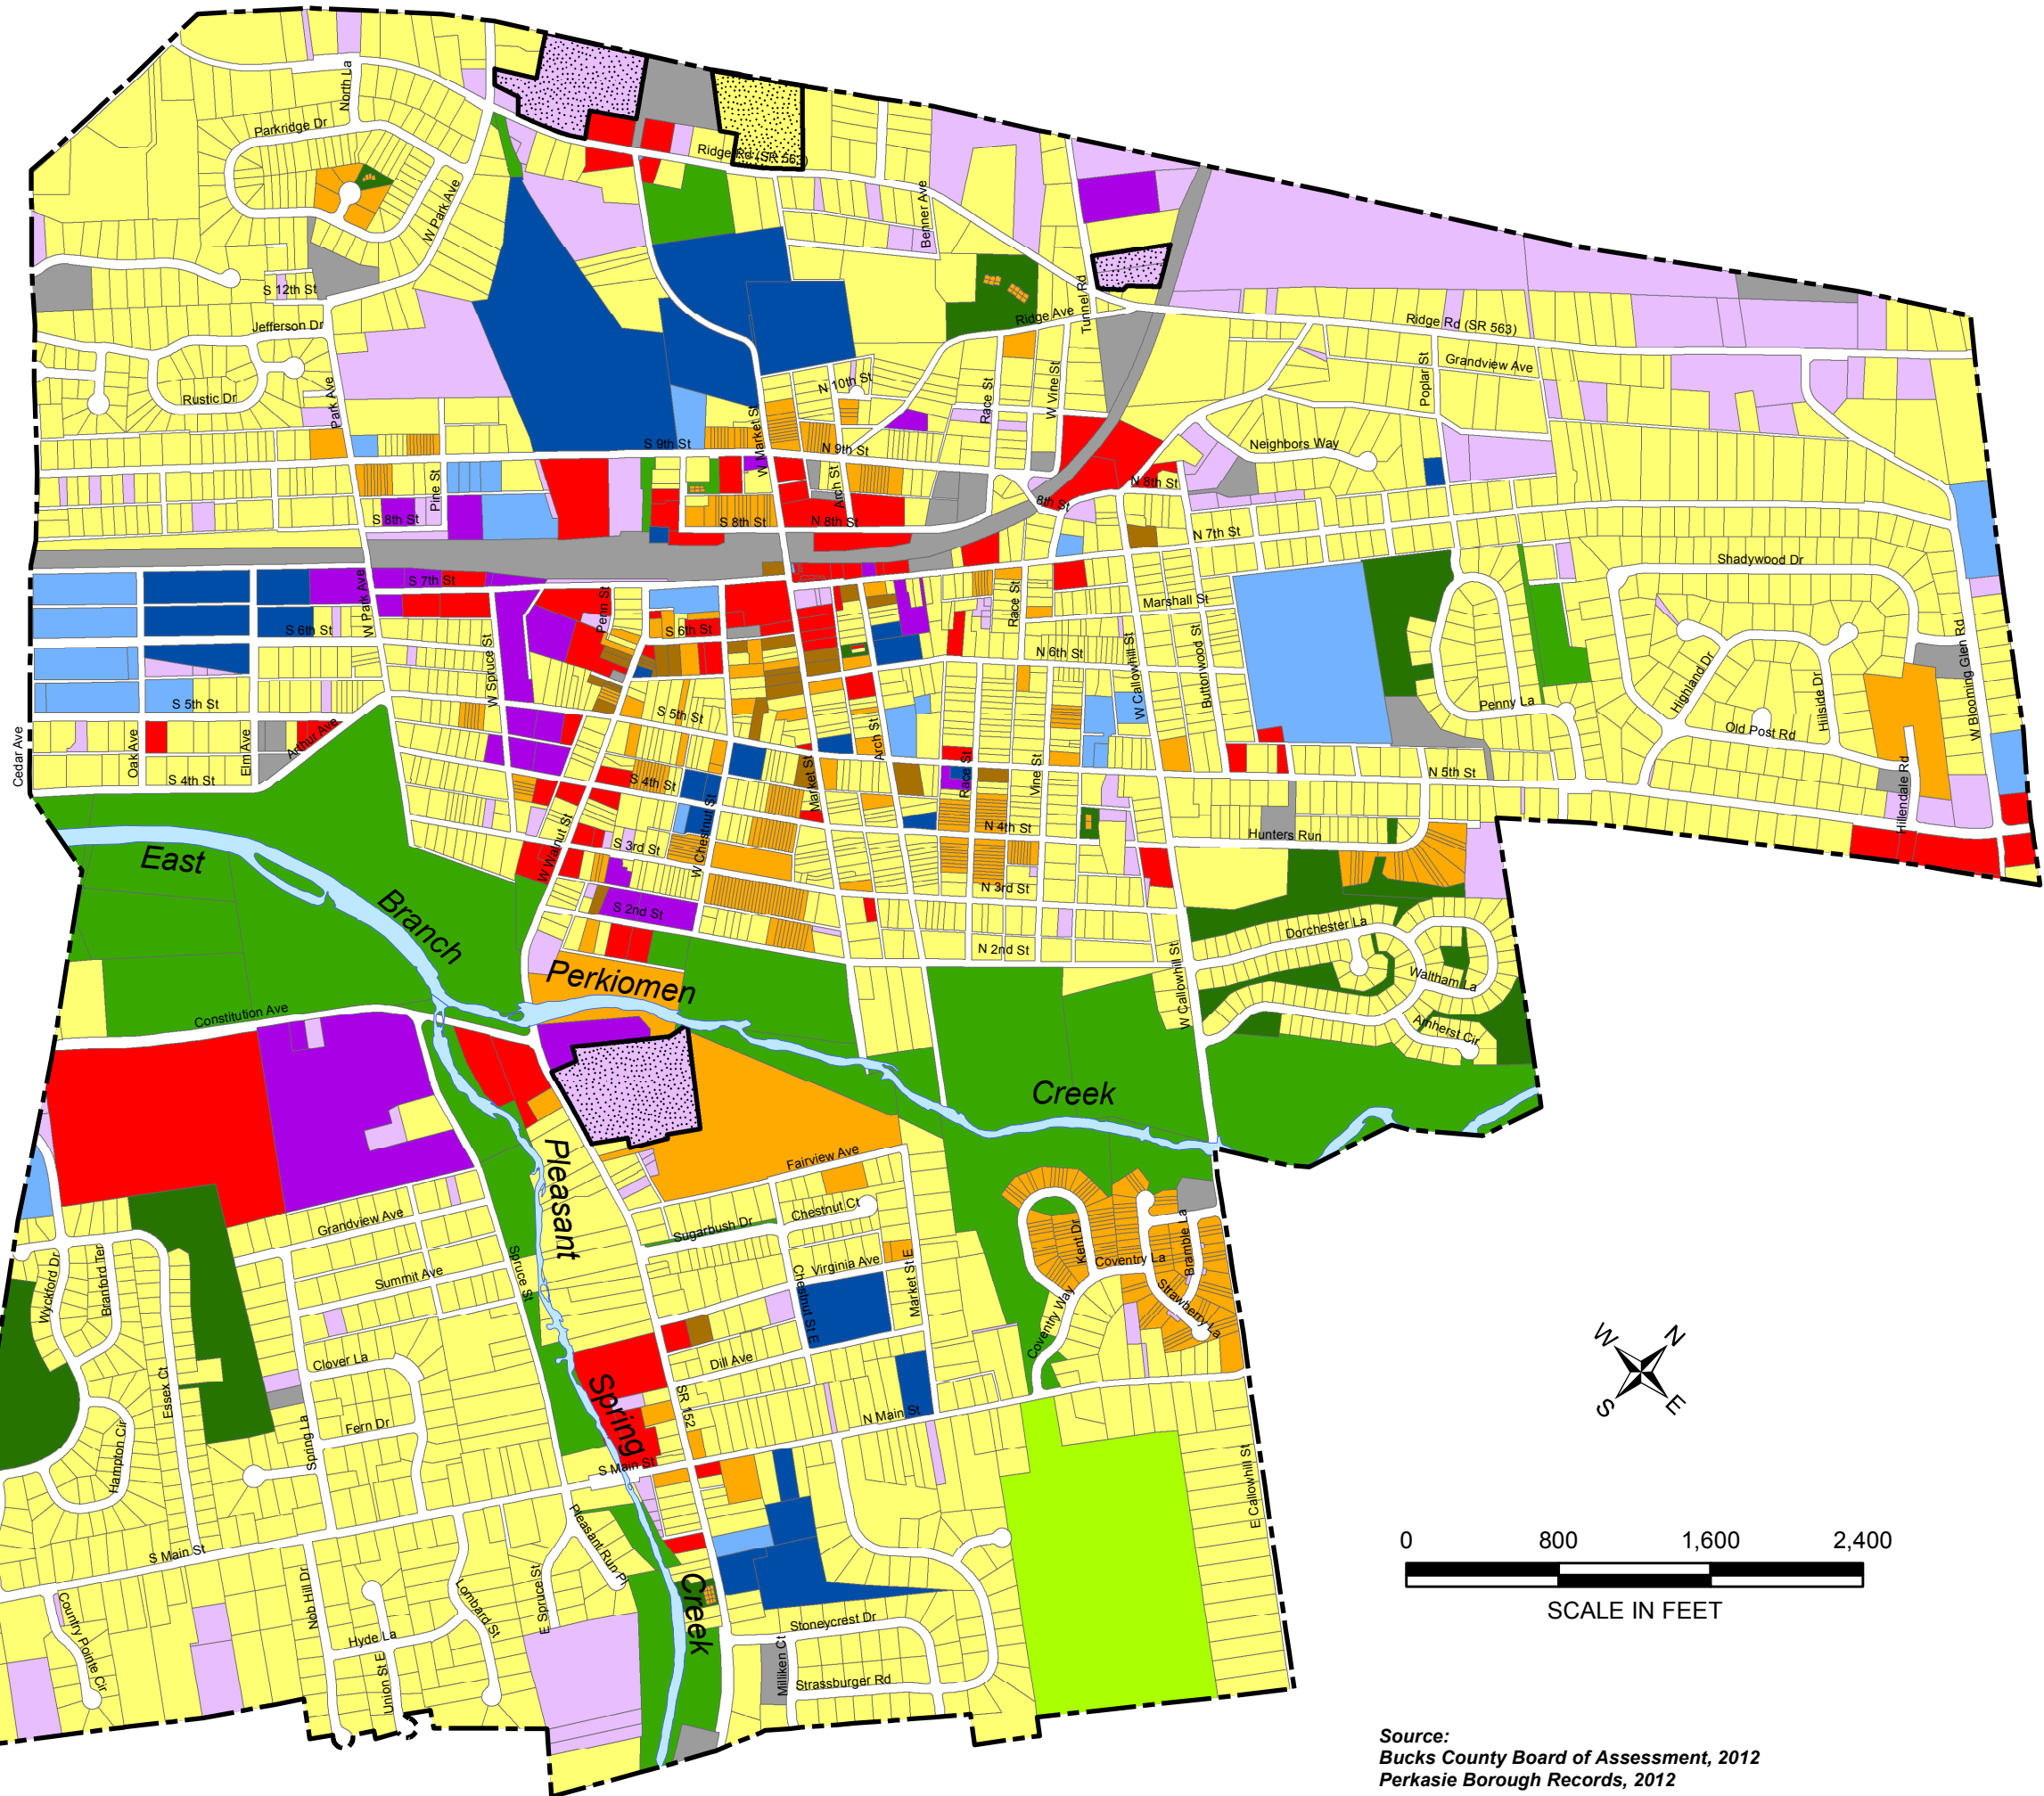 North La
Parkridge Dr
W Park Ave
Ridge Rd (SR 563)
Benner Ave
Tunnel Rd
S 12th St
Jefferson Dr
Ridge Ave
Ridge Rd (SR 563)
Grandview Ave
Poplar St
Rustic Dr
Park Ave
N 10th St
Race St
W Vine St
W Market St
S 9th St
N 9th St
Neighbors Way
Pine St
Arch St
N 8th St
8th St
S 8th St
S 8th St
N 8th St
N 7th St
Shadywood Dr
S 7th St
W Park Ave
Penn St
Race St
Marshall St
S 6th St
S 6th St
N 6th St
W Spruce St
W Callowhill St
Buttonwood St
Highland Dr
Hillside Dr
W Blooming Glen Rd
S 5th St
S 5th St
Penny La
Old Post Rd
Cedar Ave
Oak Ave
Elm Ave
Arthur Ave
Arch St
S 4th St
S 4th St
Market St
Race St
Vine St
N 5th St
Hillendale Rd
W Chestnut St
N 4th St
Hunters Run
W Walnut St
S 3rd St
N 3rd St
East
Branch
S 2nd St
N 2nd St
Dorchester La
Waltham La
Amherst Cir
W Callowhill St
Perkiomen
Constitution Ave
Creek
Pleasant
Fairview Ave
Chestnut Ct
Sugarbush Dr
Grandview Ave
Kent Dr
Coventry La
Bramble La
Strawberry La
Coventry Way
Wyckford Dr
Branford Ter
Summit Ave
Spruce St
Virginia Ave
Chestnut St E
Market St E
Clover La
Dill Ave
Essex Ct
Spring
SR 152
N Main St
Fern Dr
Spring La
Hampton Cir
S Main St
E Callowhill St
W
N
S
E
Pleasant Run Pl
S Main St
Nob Hill Dr
Lombard St
E Spruce St
Creek
Country Pointe Cir
Hyde La
Union St E
Stoneycrest Dr
Milliken Ct
Strassburger Rd
0 800 1,600 2,400
SCALE IN FEET
Source:
Bucks County Board of Assessment, 2012
Perkasie Borough Records, 2012